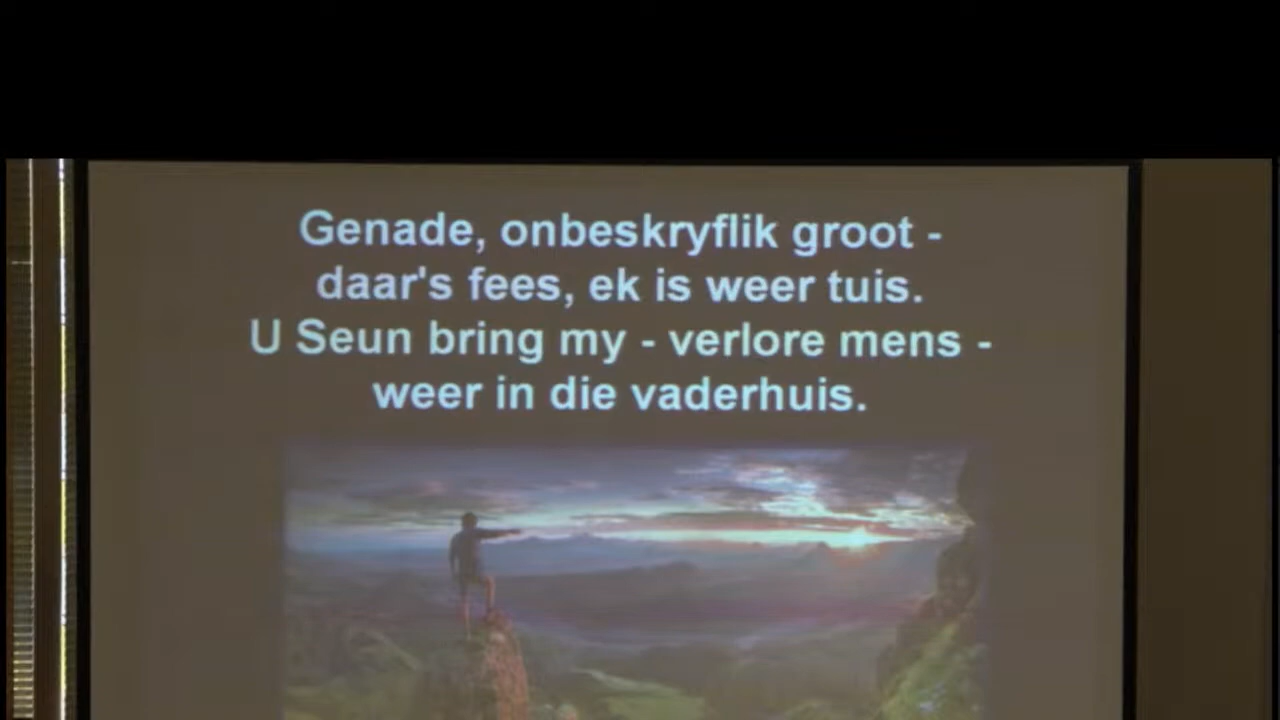 Genade, onbeskryflik groot -
daar's fees, ek is weer tuis.
U Seun bring my - verlore mens -
weer in die vaderhuis.